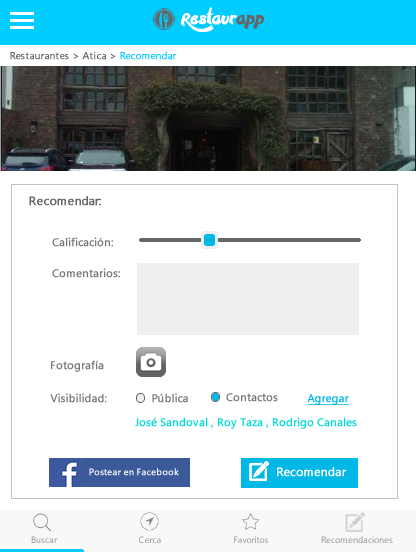 Restaurapp
Restaurantes > Atica > Recomendar
Recomendar:
Calificación:
Comentarios:
Fotografía
Visibilidad: Pública Contactos Agregar
José Sandoval , Roy Taza , Rodrigo Canales
f Postear en Facebook Recomendar
Buscar Cerca Favoritos Recomendaciones